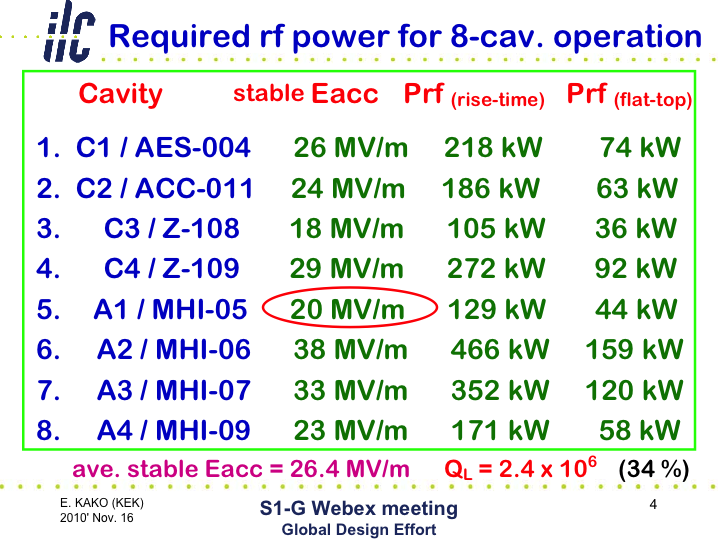 ilc Required rf power for 8-cav. operation
Cavity stable Eacc Prf (rise-time) Prf (flat-top)
1. C1 / AES-004 26 MV/m 218 kW 74 kW
2. C2 / ACC-011 24 MV/m 186 kW 63 kW
3. C3 / Z-108 18 MV/m 105 kW 36 kW
4. C4 / Z-109 29 MV/m 272 kW 92 kW
5. A1 / MHI-05 20 MV/m 129 kW 44 kW
6. A2 / MHI-06 38 MV/m 466 kW 159 kW
7. A3 / MHI-07 33 MV/m 352 kW 120 kW
8. A4 / MHI-09 23 MV/m 171 kW 58 kW
ave. stable Eacc = 26.4 MV/m QL = 2.4 x 10⁶ (34 %)
E. KAKO (KEK)
2010' Nov. 16
S1-G Webex meeting
Global Design Effort
4